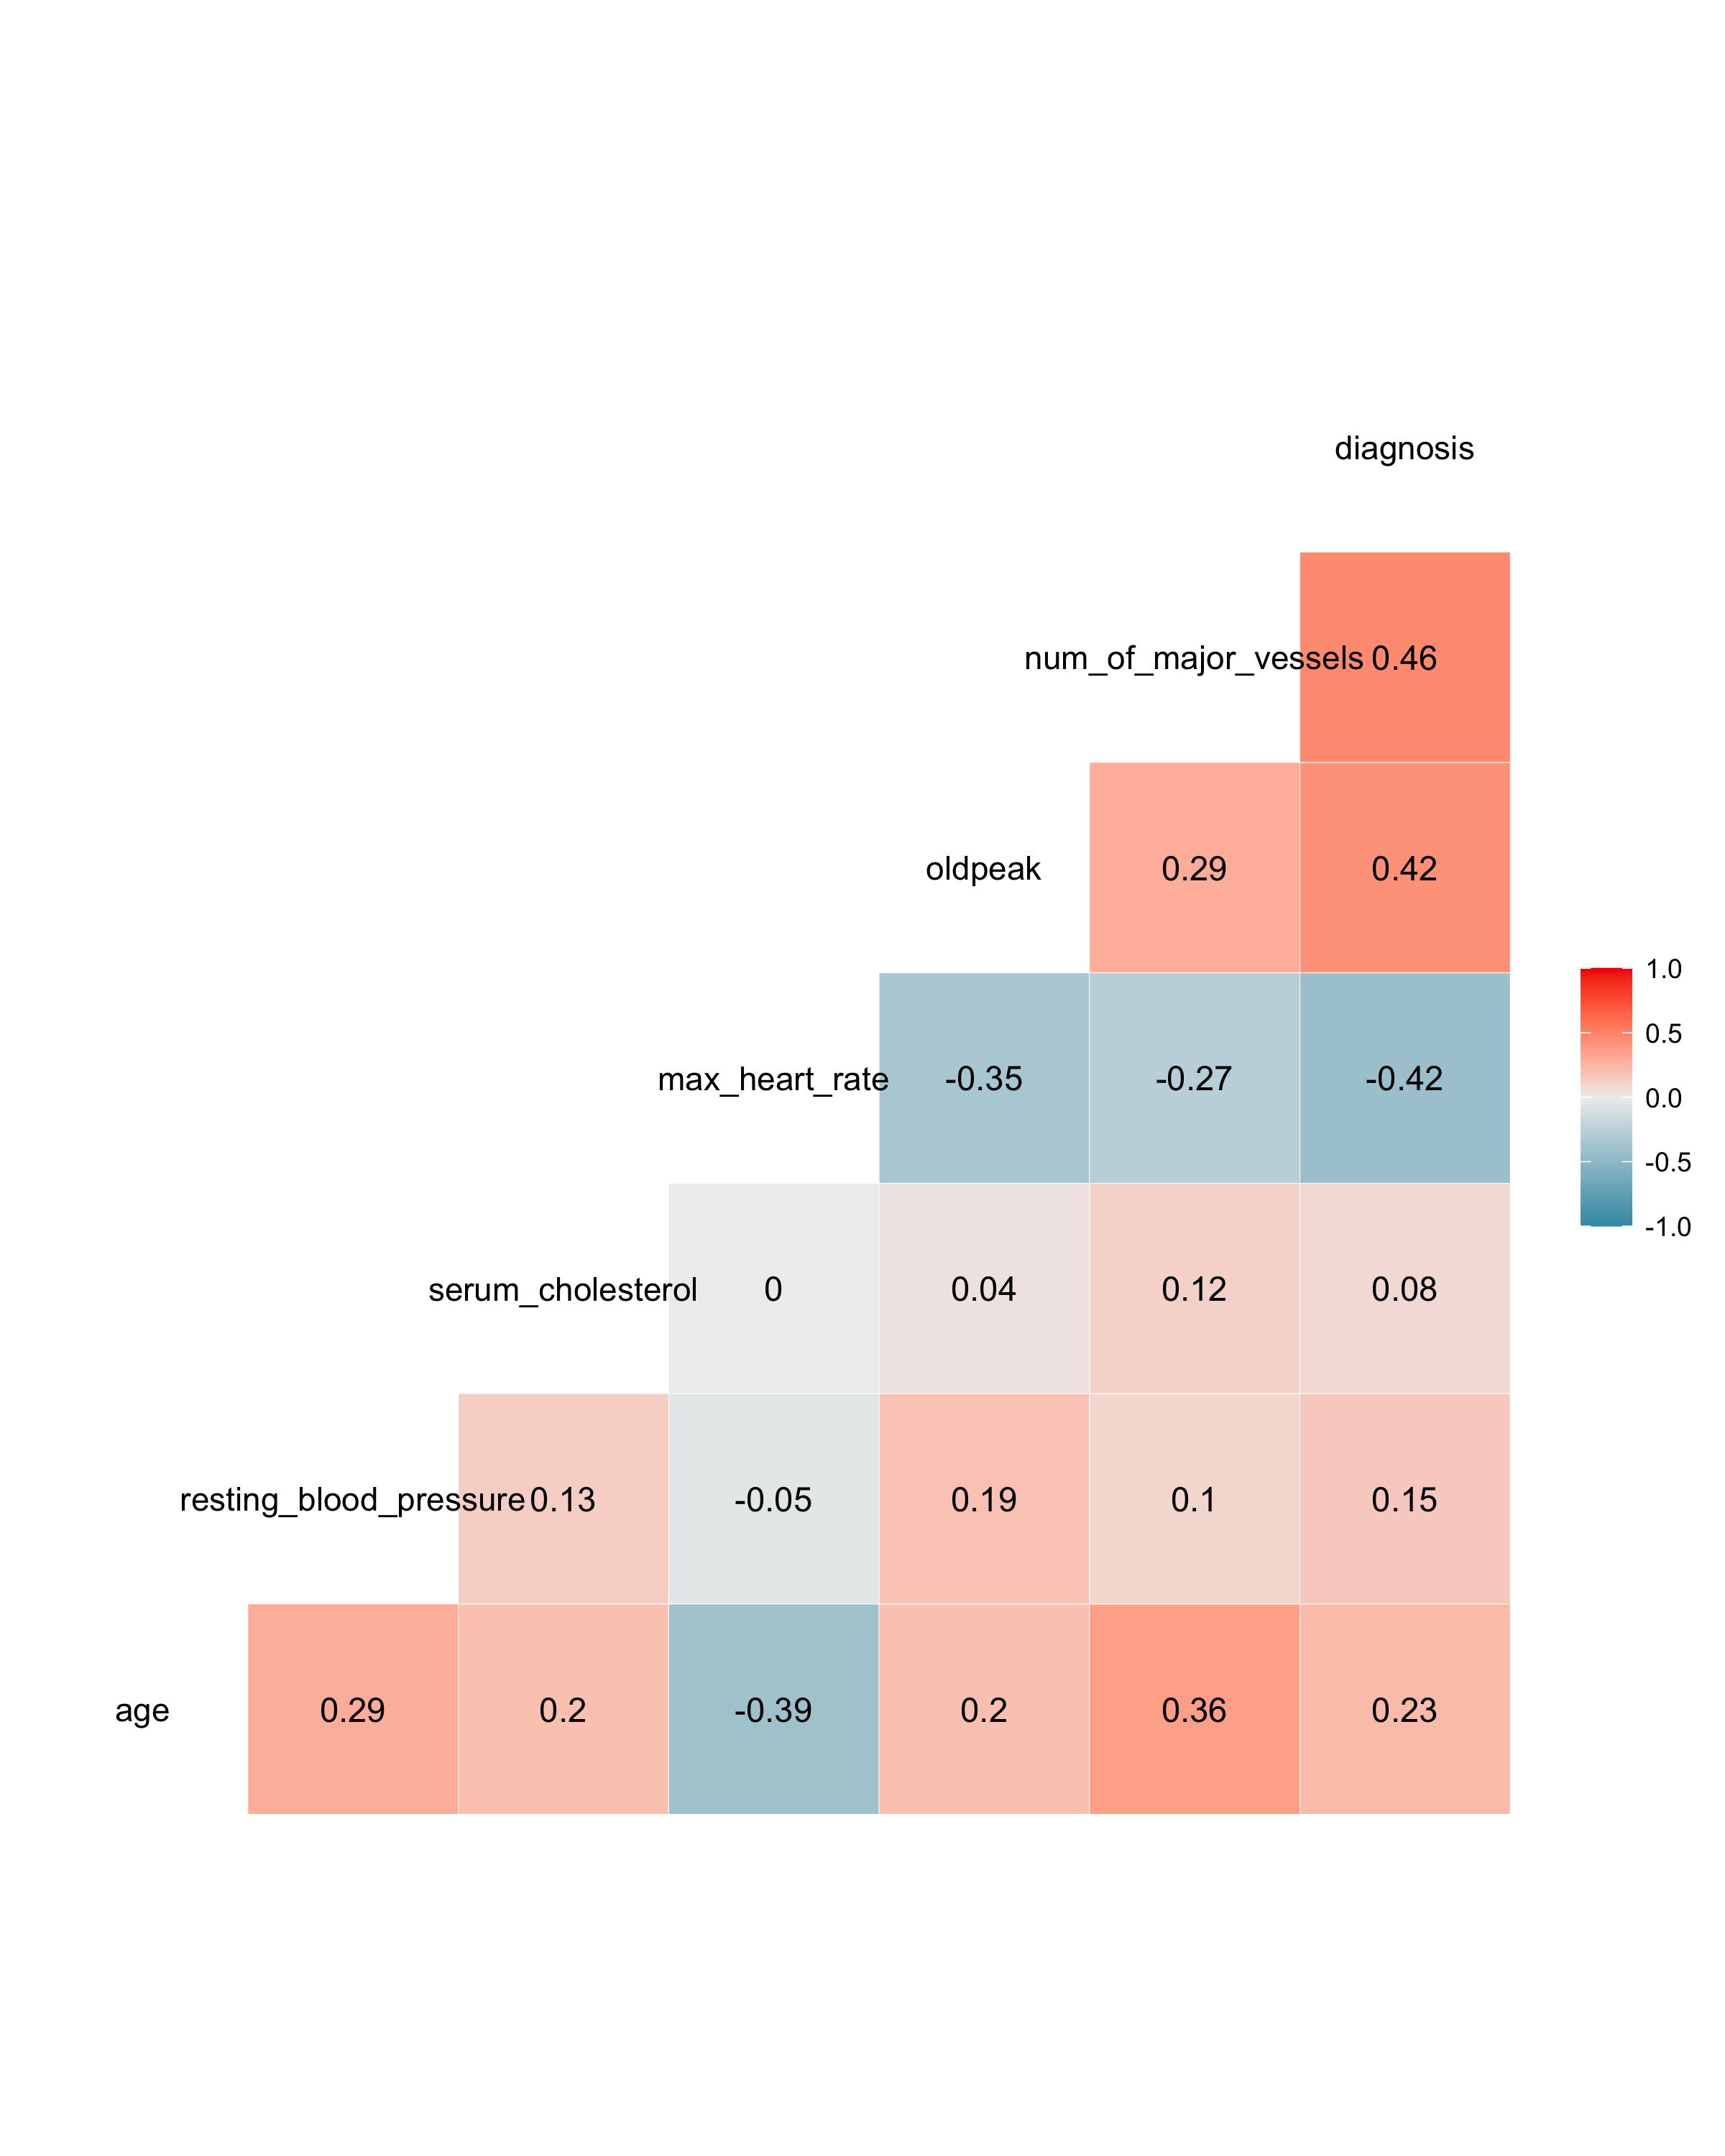 diagnosis
num_of_major_vessels 0.46
oldpeak 0.29 0.42
1.0
0.5
max_heart_rate -0.35 -0.27 -0.42
0.0
-0.5
-1.0
serum_cholesterol 0 0.04 0.12 0.08
resting_blood_pressure 0.13 -0.05 0.19 0.1 0.15
age 0.29 0.2 -0.39 0.2 0.36 0.23